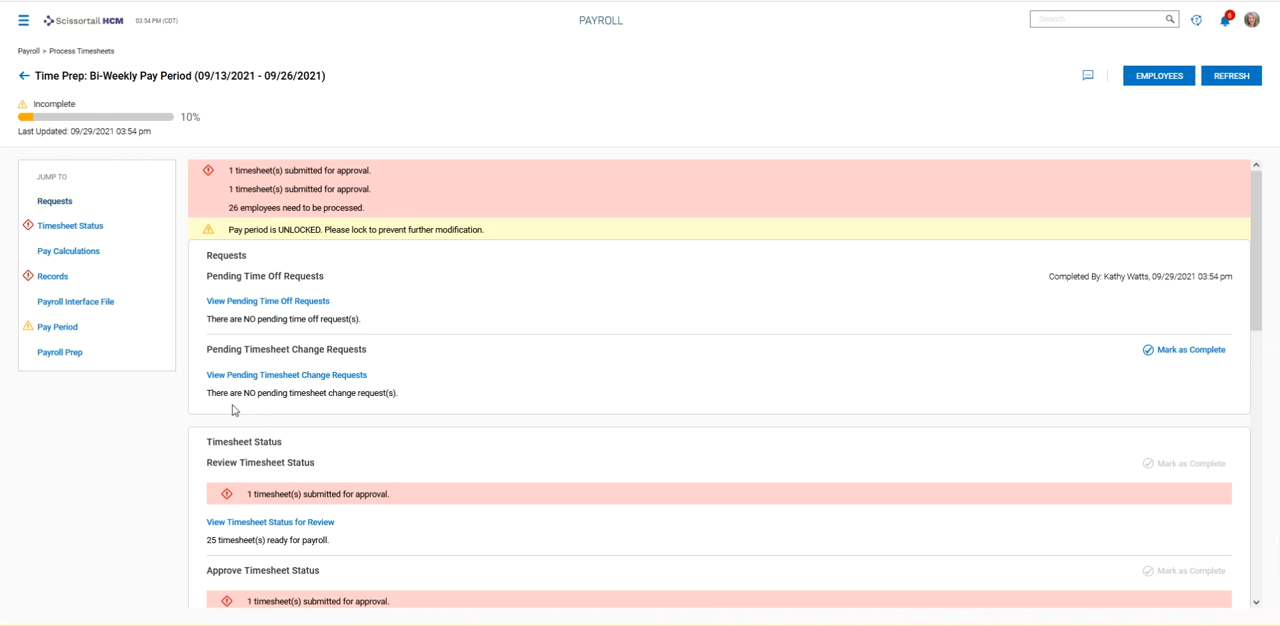 Scissortail HCM
03:54 PM (CDT)
PAYROLL
Search
6
Payroll > Process Timesheets
Time Prep: Bi-Weekly Pay Period (09/13/2021 - 09/26/2021)
EMPLOYEES
REFRESH
Incomplete
10%
Last Updated: 09/29/2021 03:54 pm
JUMP TO
Requests
Timesheet Status
Pay Calculations
Records
Payroll Interface File
Pay Period
Payroll Prep
1 timesheet(s) submitted for approval.
1 timesheet(s) submitted for approval.
26 employees need to be processed.
Pay period is UNLOCKED. Please lock to prevent further modification.
Requests
Pending Time Off Requests
Completed By: Kathy Watts, 09/29/2021 03:54 pm
View Pending Time Off Requests
There are NO pending time off request(s).
Pending Timesheet Change Requests
Mark as Complete
View Pending Timesheet Change Requests
There are NO pending timesheet change request(s).
Timesheet Status
Review Timesheet Status
Mark as Complete
1 timesheet(s) submitted for approval.
View Timesheet Status for Review
25 timesheet(s) ready for payroll.
Approve Timesheet Status
Mark as Complete
1 timesheet(s) submitted for approval.